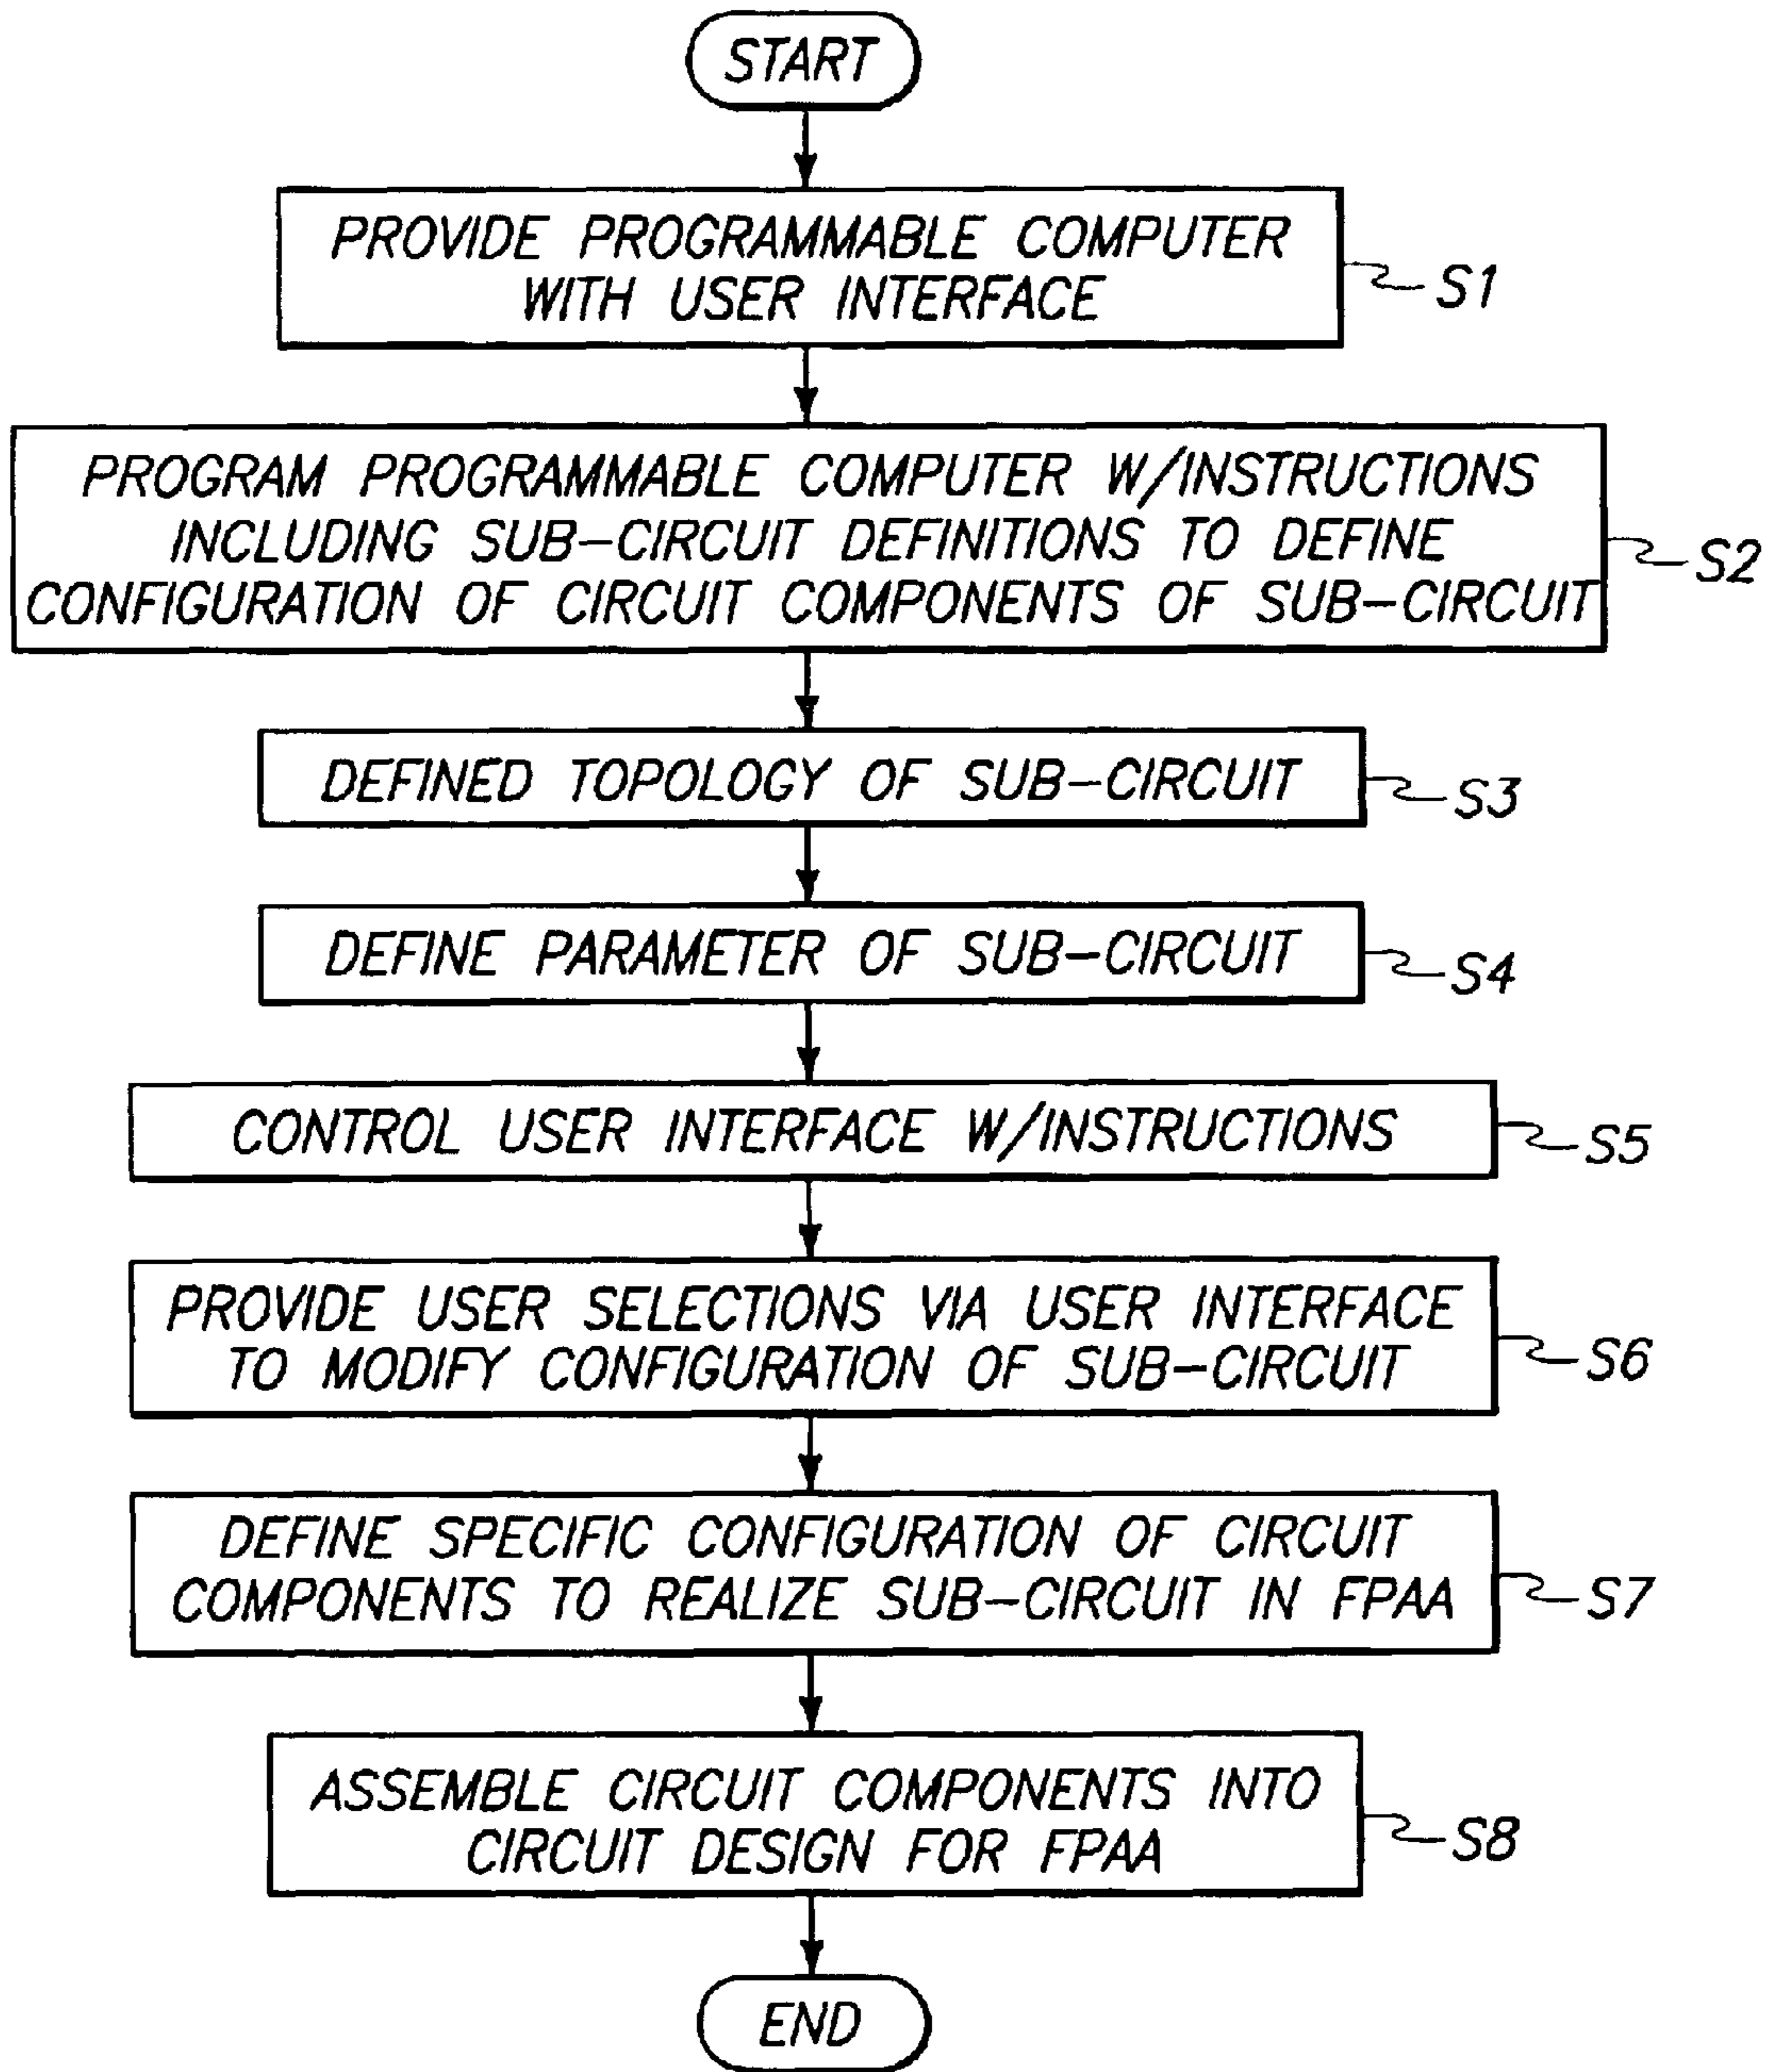 START
PROVIDE PROGRAMMABLE COMPUTER
WITH USER INTERFACE
S1
PROGRAM PROGRAMMABLE COMPUTER W/INSTRUCTIONS
INCLUDING SUB-CIRCUIT DEFINITIONS TO DEFINE
CONFIGURATION OF CIRCUIT COMPONENTS OF SUB-CIRCUIT
S2
DEFINED TOPOLOGY OF SUB-CIRCUIT
S3
DEFINE PARAMETER OF SUB-CIRCUIT
S4
CONTROL USER INTERFACE W/INSTRUCTIONS
S5
PROVIDE USER SELECTIONS VIA USER INTERFACE
TO MODIFY CONFIGURATION OF SUB-CIRCUIT
S6
DEFINE SPECIFIC CONFIGURATION OF CIRCUIT
COMPONENTS TO REALIZE SUB-CIRCUIT IN FPAA
S7
ASSEMBLE CIRCUIT COMPONENTS INTO
CIRCUIT DESIGN FOR FPAA
S8
END